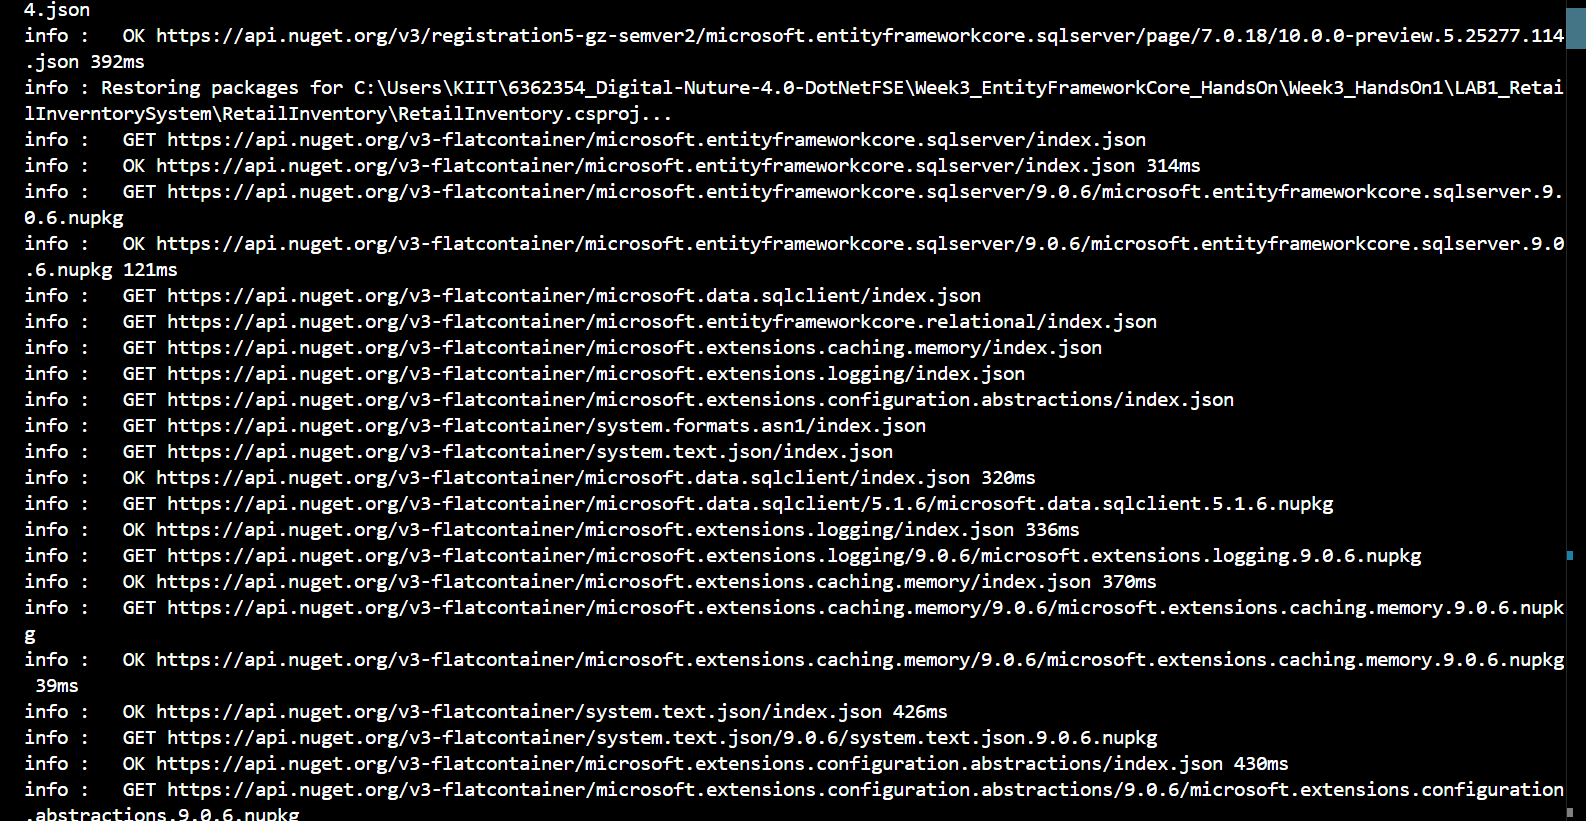 4.json
info :   OK https://api.nuget.org/v3/registration5-gz-semver2/microsoft.entityframeworkcore.sqlserver/page/7.0.18/10.0.0-preview.5.25277.114
.json 392ms
info : Restoring packages for C:\Users\KIIT\6362354_Digital-Nuture-4.0-DotNetFSE\Week3_EntityFrameworkCore_HandsOn\Week3_HandsOn1\LAB1_Retai
lInverntorySystem\RetailInventory\RetailInventory.csproj...
info :   GET https://api.nuget.org/v3-flatcontainer/microsoft.entityframeworkcore.sqlserver/index.json
info :   OK https://api.nuget.org/v3-flatcontainer/microsoft.entityframeworkcore.sqlserver/index.json 314ms
info :   GET https://api.nuget.org/v3-flatcontainer/microsoft.entityframeworkcore.sqlserver/9.0.6/microsoft.entityframeworkcore.sqlserver.9.
0.6.nupkg
info :   OK https://api.nuget.org/v3-flatcontainer/microsoft.entityframeworkcore.sqlserver/9.0.6/microsoft.entityframeworkcore.sqlserver.9.0
.6.nupkg 121ms
info :   GET https://api.nuget.org/v3-flatcontainer/microsoft.data.sqlclient/index.json
info :   GET https://api.nuget.org/v3-flatcontainer/microsoft.entityframeworkcore.relational/index.json
info :   GET https://api.nuget.org/v3-flatcontainer/microsoft.extensions.caching.memory/index.json
info :   GET https://api.nuget.org/v3-flatcontainer/microsoft.extensions.logging/index.json
info :   GET https://api.nuget.org/v3-flatcontainer/microsoft.extensions.configuration.abstractions/index.json
info :   GET https://api.nuget.org/v3-flatcontainer/system.formats.asn1/index.json
info :   GET https://api.nuget.org/v3-flatcontainer/system.text.json/index.json
info :   OK https://api.nuget.org/v3-flatcontainer/microsoft.data.sqlclient/index.json 320ms
info :   GET https://api.nuget.org/v3-flatcontainer/microsoft.data.sqlclient/5.1.6/microsoft.data.sqlclient.5.1.6.nupkg
info :   OK https://api.nuget.org/v3-flatcontainer/microsoft.extensions.logging/index.json 336ms
info :   GET https://api.nuget.org/v3-flatcontainer/microsoft.extensions.logging/9.0.6/microsoft.extensions.logging.9.0.6.nupkg
info :   OK https://api.nuget.org/v3-flatcontainer/microsoft.extensions.caching.memory/index.json 370ms
info :   GET https://api.nuget.org/v3-flatcontainer/microsoft.extensions.caching.memory/9.0.6/microsoft.extensions.caching.memory.9.0.6.nupk
g
info :   OK https://api.nuget.org/v3-flatcontainer/microsoft.extensions.caching.memory/9.0.6/microsoft.extensions.caching.memory.9.0.6.nupkg
 39ms
info :   OK https://api.nuget.org/v3-flatcontainer/system.text.json/index.json 426ms
info :   GET https://api.nuget.org/v3-flatcontainer/system.text.json/9.0.6/system.text.json.9.0.6.nupkg
info :   OK https://api.nuget.org/v3-flatcontainer/microsoft.extensions.configuration.abstractions/index.json 430ms
info :   GET https://api.nuget.org/v3-flatcontainer/microsoft.extensions.configuration.abstractions/9.0.6/microsoft.extensions.configuration
.abstractions.9.0.6.nupkg